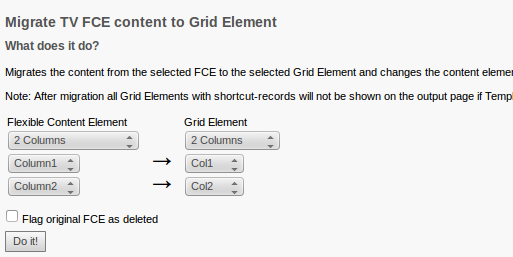 Migrate TV FCE content to Grid Element
What does it do?
Migrates the content from the selected FCE to the selected Grid Element and changes the content
Note: After migration all Grid Elements with shortcut-records will not be shown on the output page if
Flexible Content Element Grid Element
2 Columns 2 Columns
Column1 → Col1
Column2 → Col2
Flag original FCE as deleted
Do it!